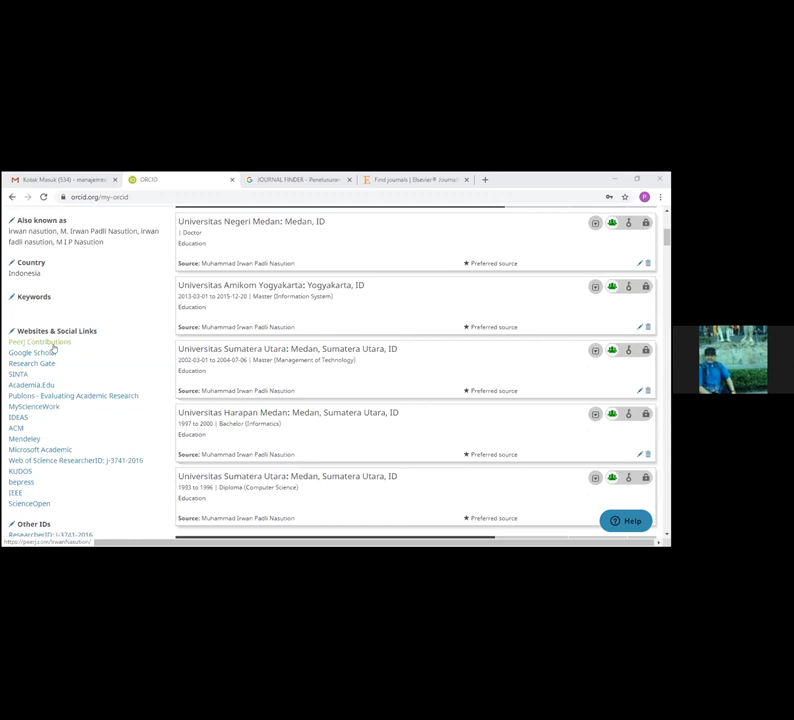 Kotak Masuk (534) - manajemen
ORCID
JOURNAL FINDER - Penelusuran
Find journals | Elsevier® Journal
orcid.org/my-orcid
Also known as
irwan nasution, M. Irwan Padli Nasution, irwan
fadli nasution, M I P Nasution
Country
Indonesia
Keywords
Websites & Social Links
PeerJ Contributions
Google Scholar
Research Gate
SINTA
Academia.Edu
Publons - Evaluating Academic Research
MyScienceWork
IDEAS
ACM
Mendeley
Microsoft Academic
Web of Science ResearcherID: J-3741-2016
KUDOS
bepress
IEEE
ScienceOpen
Other IDs
ResearcherID: J-3741-2016
https://peerj.com/IrwanNasution/
Universitas Negeri Medan: Medan, ID
| Doctor
Education
Source: Muhammad Irwan Padli Nasution
★ Preferred source
Universitas Amikom Yogyakarta: Yogyakarta, ID
2013-03-01 to 2015-12-20 | Master (Information System)
Education
Source: Muhammad Irwan Padli Nasution
★ Preferred source
Universitas Sumatera Utara: Medan, Sumatera Utara, ID
2002-03-01 to 2004-07-06 | Master (Management of Technology)
Education
Source: Muhammad Irwan Padli Nasution
★ Preferred source
Universitas Harapan Medan: Medan, Sumatera Utara, ID
1997 to 2000 | Bachelor (Informatics)
Education
Source: Muhammad Irwan Padli Nasution
★ Preferred source
Universitas Sumatera Utara: Medan, Sumatera Utara, ID
1993 to 1996 | Diploma (Computer Science)
Education
Source: Muhammad Irwan Padli Nasution
★ Preferred source
Help